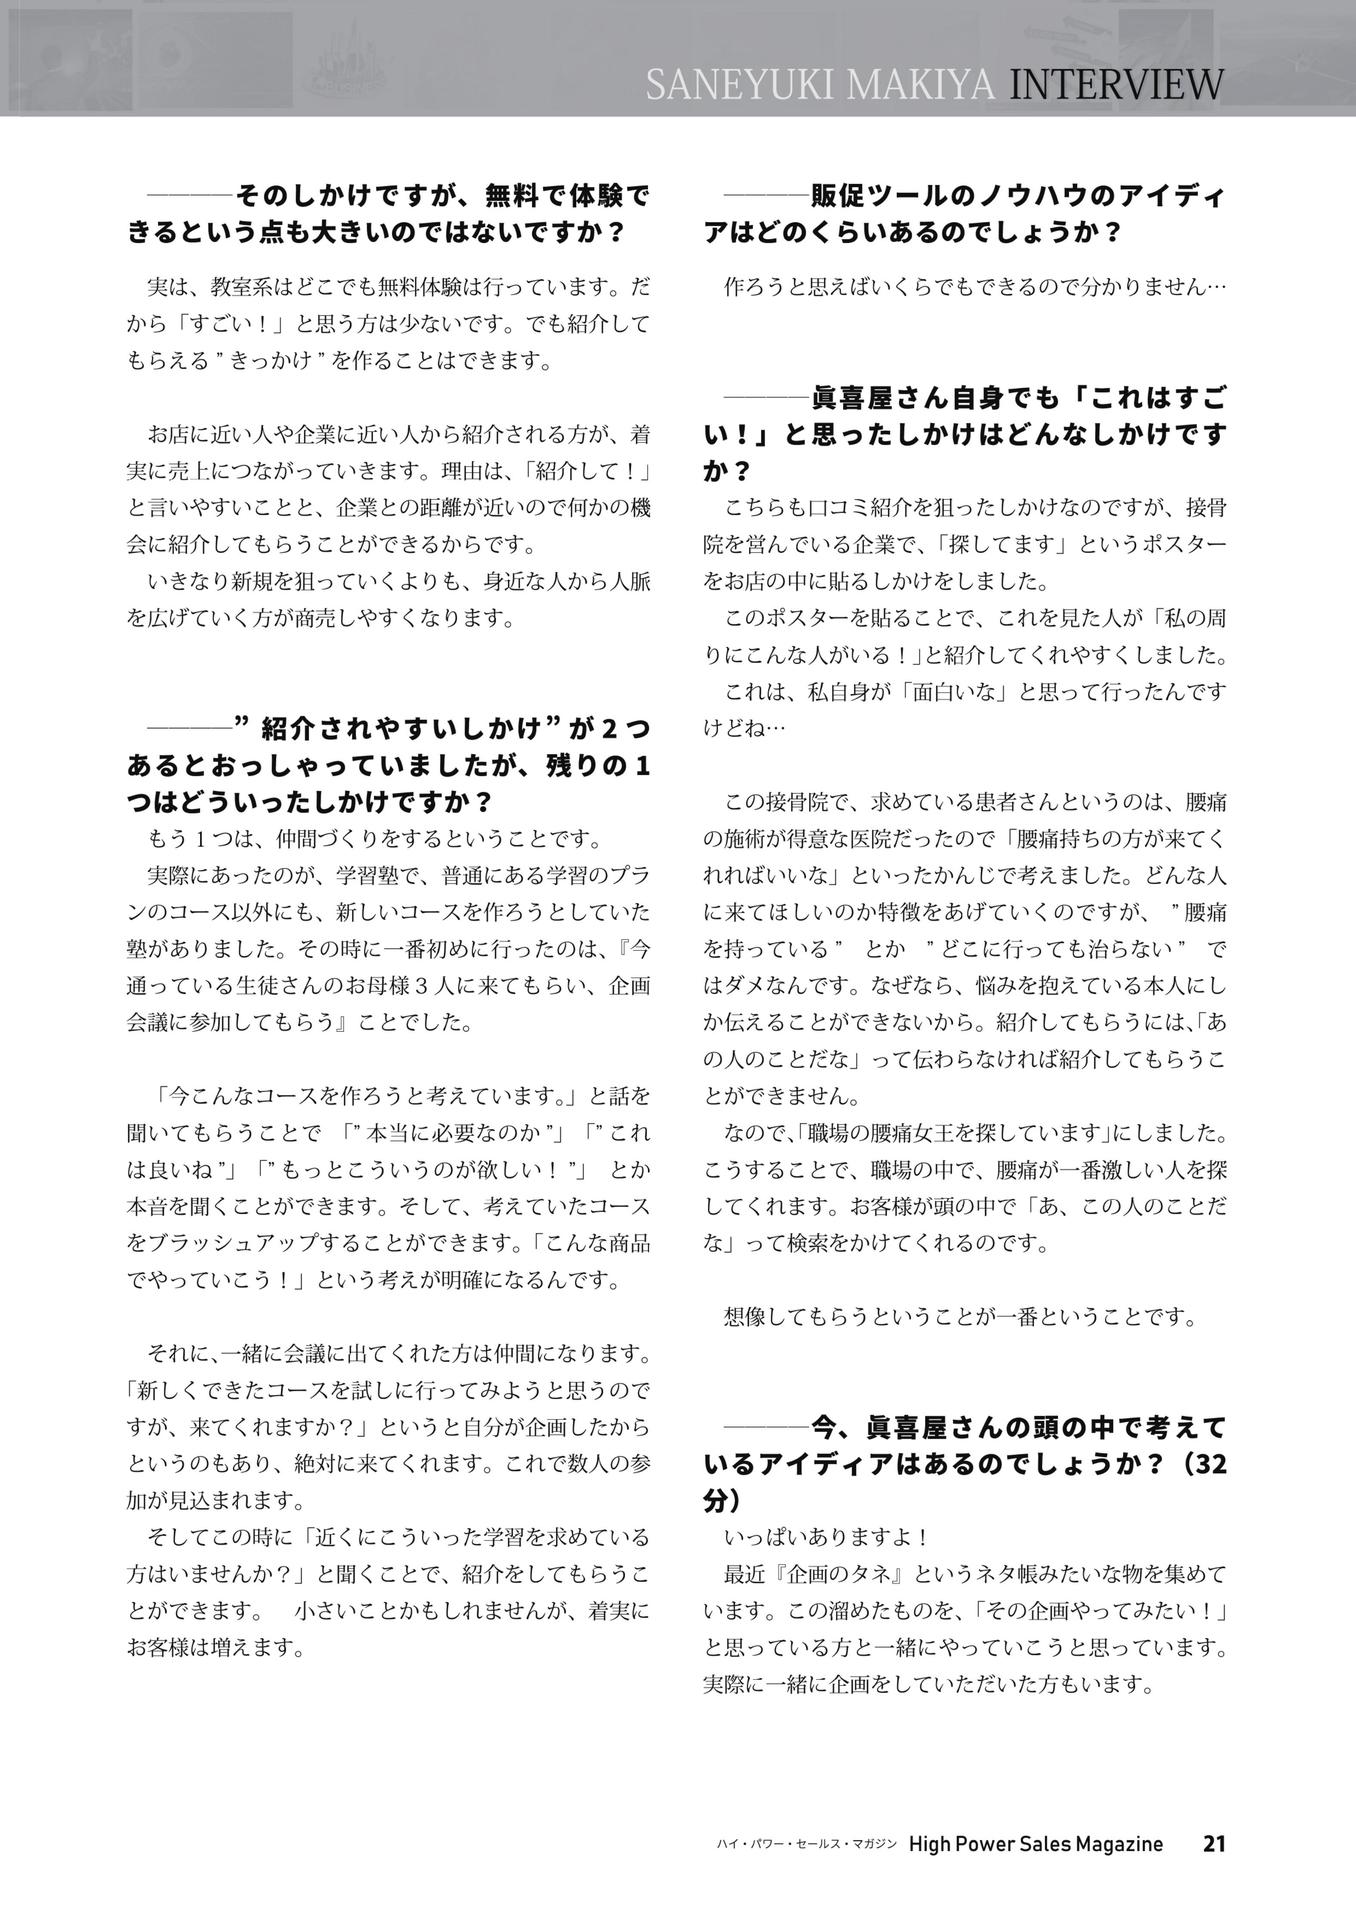 SANEYUKI MAKIYA INTERVIEW
――――そのしかけですが、無料で体験で
きるという点も大きいのではないですか？
実は、教室系はどこでも無料体験は行っています。だ
から「すごい！」と思う方は少ないです。でも紹介して
もらえる”きっかけ”を作ることはできます。
お店に近い人や企業に近い人から紹介される方が、着
実に売上につながっていきます。理由は、「紹介して！」
と言いやすいことと、企業との距離が近いので何かの機
会に紹介してもらうことができるからです。
いきなり新規を狙っていくよりも、身近な人から人脈
を広げていく方が商売しやすくなります。
――――”紹介されやすいしかけ”が2つ
あるとおっしゃっていましたが、残りの1
つはどういったしかけですか？
もう1つは、仲間づくりをするということです。
実際にあったのが、学習塾で、普通にある学習のプラ
ンのコース以外にも、新しいコースを作ろうとしていた
塾がありました。その時に一番初めに行ったのは、『今
通っている生徒さんのお母様3人に来てもらい、企画
会議に参加してもらう』ことでした。
「今こんなコースを作ろうと考えています。」と話を
聞いてもらうことで　「”本当に必要なのか”」「”これ
は良いね”」「”もっとこういうのが欲しい！”」　とか
本音を聞くことができます。そして、考えていたコース
をブラッシュアップすることができます。「こんな商品
でやっていこう！」という考えが明確になるんです。
それに、一緒に会議に出てくれた方は仲間になります。
「新しくできたコースを試しに行ってみようと思うので
すが、来てくれますか？」というと自分が企画したから
というのもあり、絶対に来てくれます。これで数人の参
加が見込まれます。
そしてこの時に「近くにこういった学習を求めている
方はいませんか？」と聞くことで、紹介をしてもらうこ
とができます。　小さいことかもしれませんが、着実に
お客様は増えます。
――――販促ツールのノウハウのアイディ
アはどのくらいあるのでしょうか？
作ろうと思えばいくらでもできるので分かりません…
――――眞喜屋さん自身でも「これはすご
い！」と思ったしかけはどんなしかけです
か？
こちらも口コミ紹介を狙ったしかけなのですが、接骨
院を営んでいる企業で、「探してます」というポスター
をお店の中に貼るしかけをしました。
このポスターを貼ることで、これを見た人が「私の周
りにこんな人がいる！」と紹介してくれやすくしました。
これは、私自身が「面白いな」と思って行ったんです
けどね…
この接骨院で、求めている患者さんというのは、腰痛
の施術が得意な医院だったので「腰痛持ちの方が来てく
れればいいな」といったかんじで考えました。どんな人
に来てほしいのか特徴をあげていくのですが、　”腰痛
を持っている”　とか　”どこに行っても治らない”　で
はダメなんです。なぜなら、悩みを抱えている本人にし
か伝えることができないから。紹介してもらうには、「あ
の人のことだな」って伝わらなければ紹介してもらうこ
とができません。
なので、「職場の腰痛女王を探しています」にしました。
こうすることで、職場の中で、腰痛が一番激しい人を探
してくれます。お客様が頭の中で「あ、この人のことだ
な」って検索をかけてくれるのです。
想像してもらうということが一番ということです。
――――今、眞喜屋さんの頭の中で考えて
いるアイディアはあるのでしょうか？（32
分）
いっぱいありますよ！
最近『企画のタネ』というネタ帳みたいな物を集めて
います。この溜めたものを、「その企画やってみたい！」
と思っている方と一緒にやっていこうと思っています。
実際に一緒に企画をしていただいた方もいます。
ハイ・パワー・セールス・マガジン High Power Sales Magazine 21